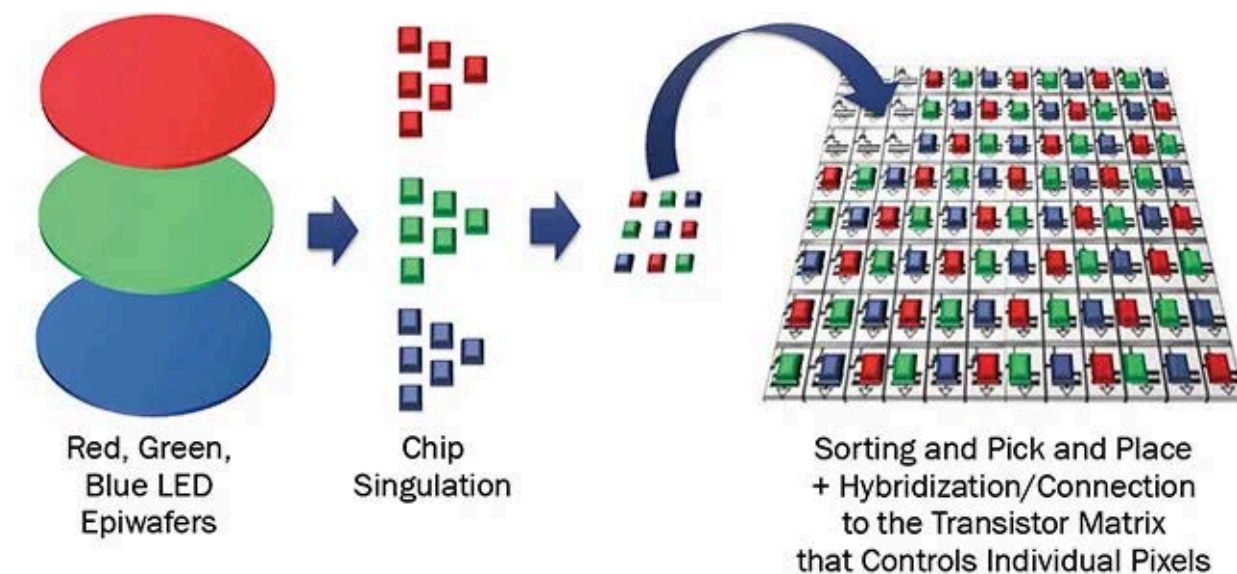 Red, Green,
Blue LED
Epiwafers
Chip
Singulation
Sorting and Pick and Place
+ Hybridization/Connection
to the Transistor Matrix
that Controls Individual Pixels